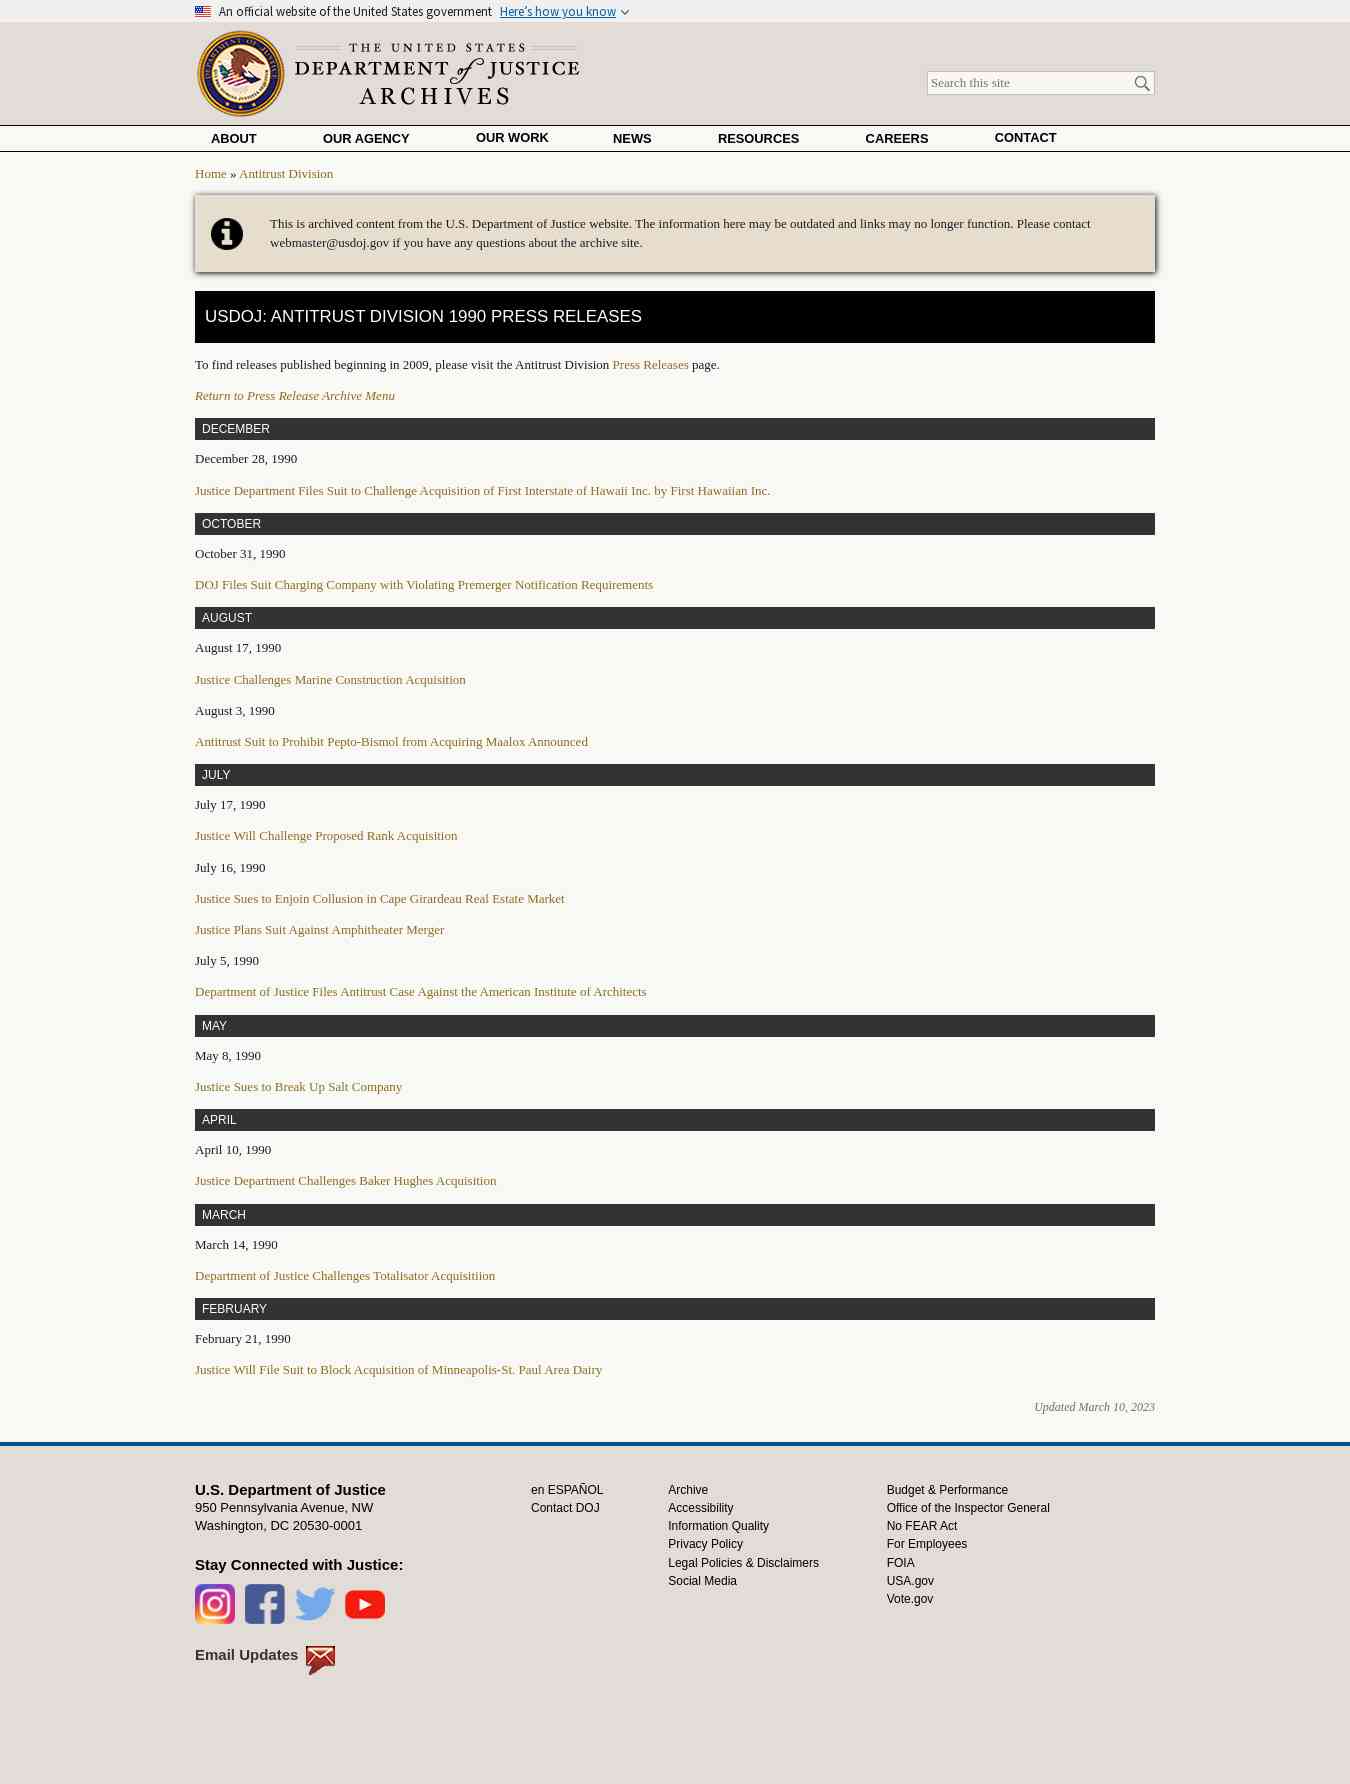 An official website of the United States government Here's how you know
THE UNITED STATES
DEPARTMENT of JUSTICE
ARCHIVES
Search this site
ABOUT OUR AGENCY OUR WORK NEWS RESOURCES CAREERS CONTACT
Home » Antitrust Division
This is archived content from the U.S. Department of Justice website. The information here may be outdated and links may no longer function. Please contact
webmaster@usdoj.gov if you have any questions about the archive site.
USDOJ: ANTITRUST DIVISION 1990 PRESS RELEASES
To find releases published beginning in 2009, please visit the Antitrust Division Press Releases page.
Return to Press Release Archive Menu
DECEMBER
December 28, 1990
Justice Department Files Suit to Challenge Acquisition of First Interstate of Hawaii Inc. by First Hawaiian Inc.
OCTOBER
October 31, 1990
DOJ Files Suit Charging Company with Violating Premerger Notification Requirements
AUGUST
August 17, 1990
Justice Challenges Marine Construction Acquisition
August 3, 1990
Antitrust Suit to Prohibit Pepto-Bismol from Acquiring Maalox Announced
JULY
July 17, 1990
Justice Will Challenge Proposed Rank Acquisition
July 16, 1990
Justice Sues to Enjoin Collusion in Cape Girardeau Real Estate Market
Justice Plans Suit Against Amphitheater Merger
July 5, 1990
Department of Justice Files Antitrust Case Against the American Institute of Architects
MAY
May 8, 1990
Justice Sues to Break Up Salt Company
APRIL
April 10, 1990
Justice Department Challenges Baker Hughes Acquisition
MARCH
March 14, 1990
Department of Justice Challenges Totalisator Acquisitiion
FEBRUARY
February 21, 1990
Justice Will File Suit to Block Acquisition of Minneapolis-St. Paul Area Dairy
Updated March 10, 2023
U.S. Department of Justice
950 Pennsylvania Avenue, NW
Washington, DC 20530-0001
Stay Connected with Justice:
Email Updates
en ESPAÑOL
Contact DOJ
Archive
Accessibility
Information Quality
Privacy Policy
Legal Policies & Disclaimers
Social Media
Budget & Performance
Office of the Inspector General
No FEAR Act
For Employees
FOIA
USA.gov
Vote.gov